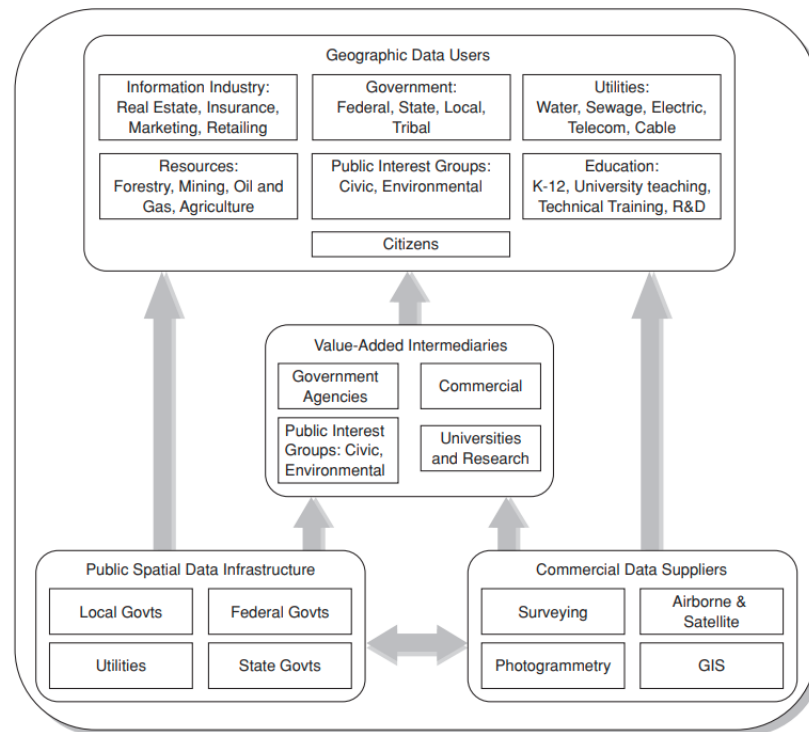 Geographic Data Users
Information Industry:
Real Estate, Insurance,
Marketing, Retailing
Government:
Federal, State, Local,
Tribal
Utilities:
Water, Sewage, Electric,
Telecom, Cable
Resources:
Forestry, Mining, Oil and
Gas, Agriculture
Public Interest Groups:
Civic, Environmental
Education:
K-12, University teaching,
Technical Training, R&D
Citizens
Value-Added Intermediaries
Government
Agencies
Commercial
Public Interest
Groups: Civic,
Environmental
Universities
and Research
Public Spatial Data Infrastructure
Local Govts
Federal Govts
Utilities
State Govts
Commercial Data Suppliers
Surveying
Airborne &
Satellite
Photogrammetry
GIS